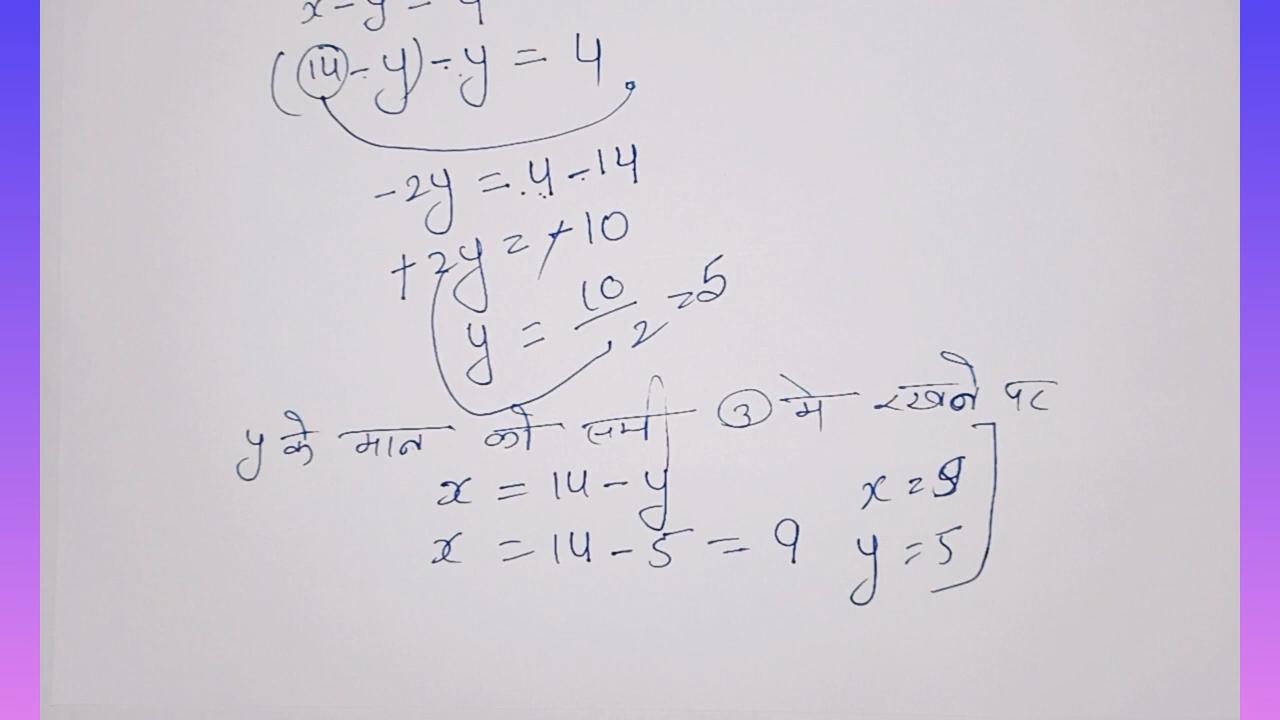 x - y = 4
(14 - y) - y = 4
-2y = 4 - 14
+2y = +10
y = 10/2 = 5
y के मान को समी ③ मे रखने पर
x = 14 - y
x = 9
x = 14 - 5 = 9
y = 5